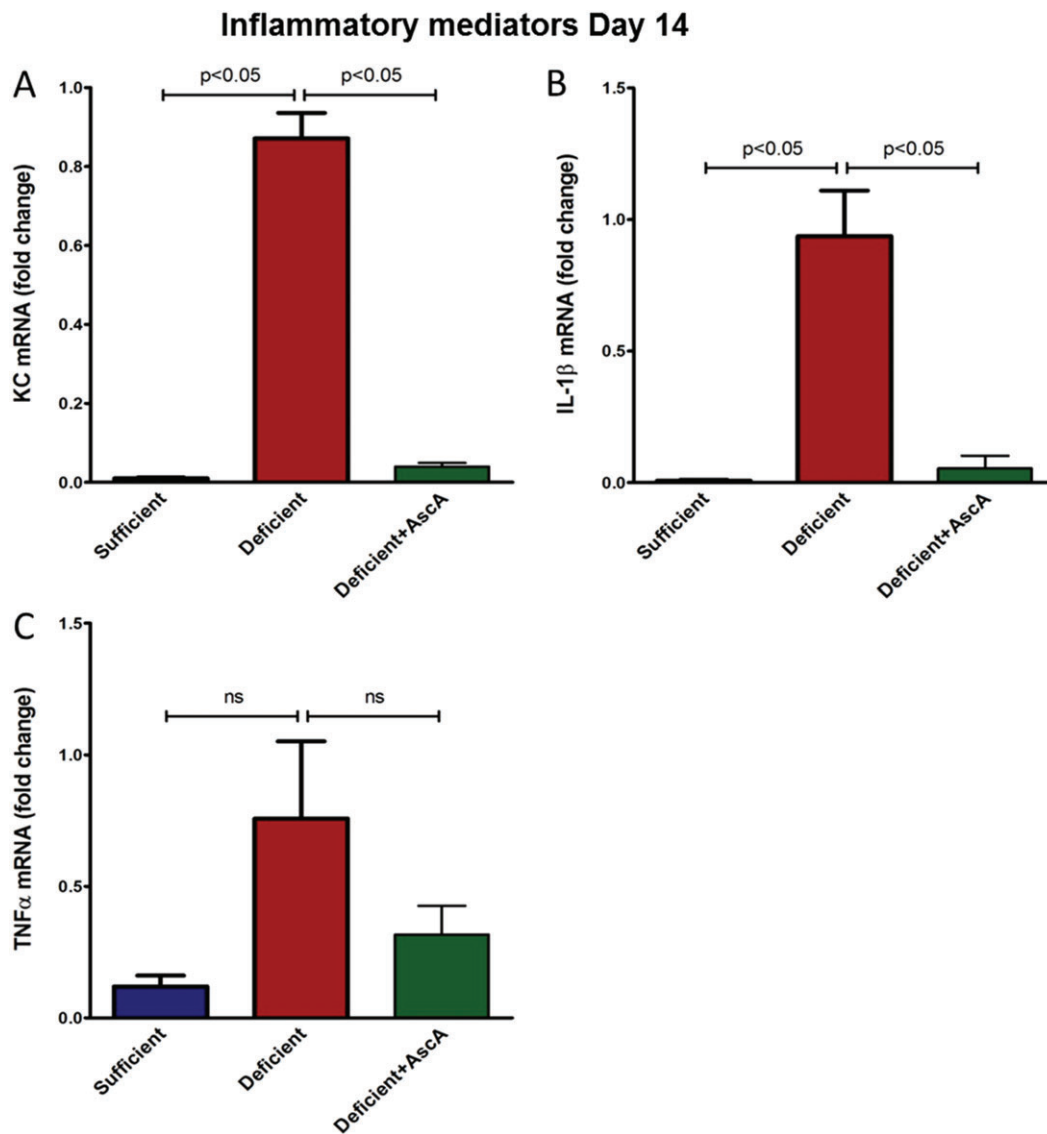 Inflammatory mediators Day 14
A
p<0.05
p<0.05
KC mRNA (fold change)
1.0
0.8
0.6
0.4
0.2
0.0
Sufficient
Deficient
Deficient+AscA
B
p<0.05
p<0.05
IL-1β mRNA (fold change)
1.5
1.0
0.5
0.0
Sufficient
Deficient
Deficient+AscA
C
ns
ns
TNFα mRNA (fold change)
1.5
1.0
0.5
0.0
Sufficient
Deficient
Deficient+AscA